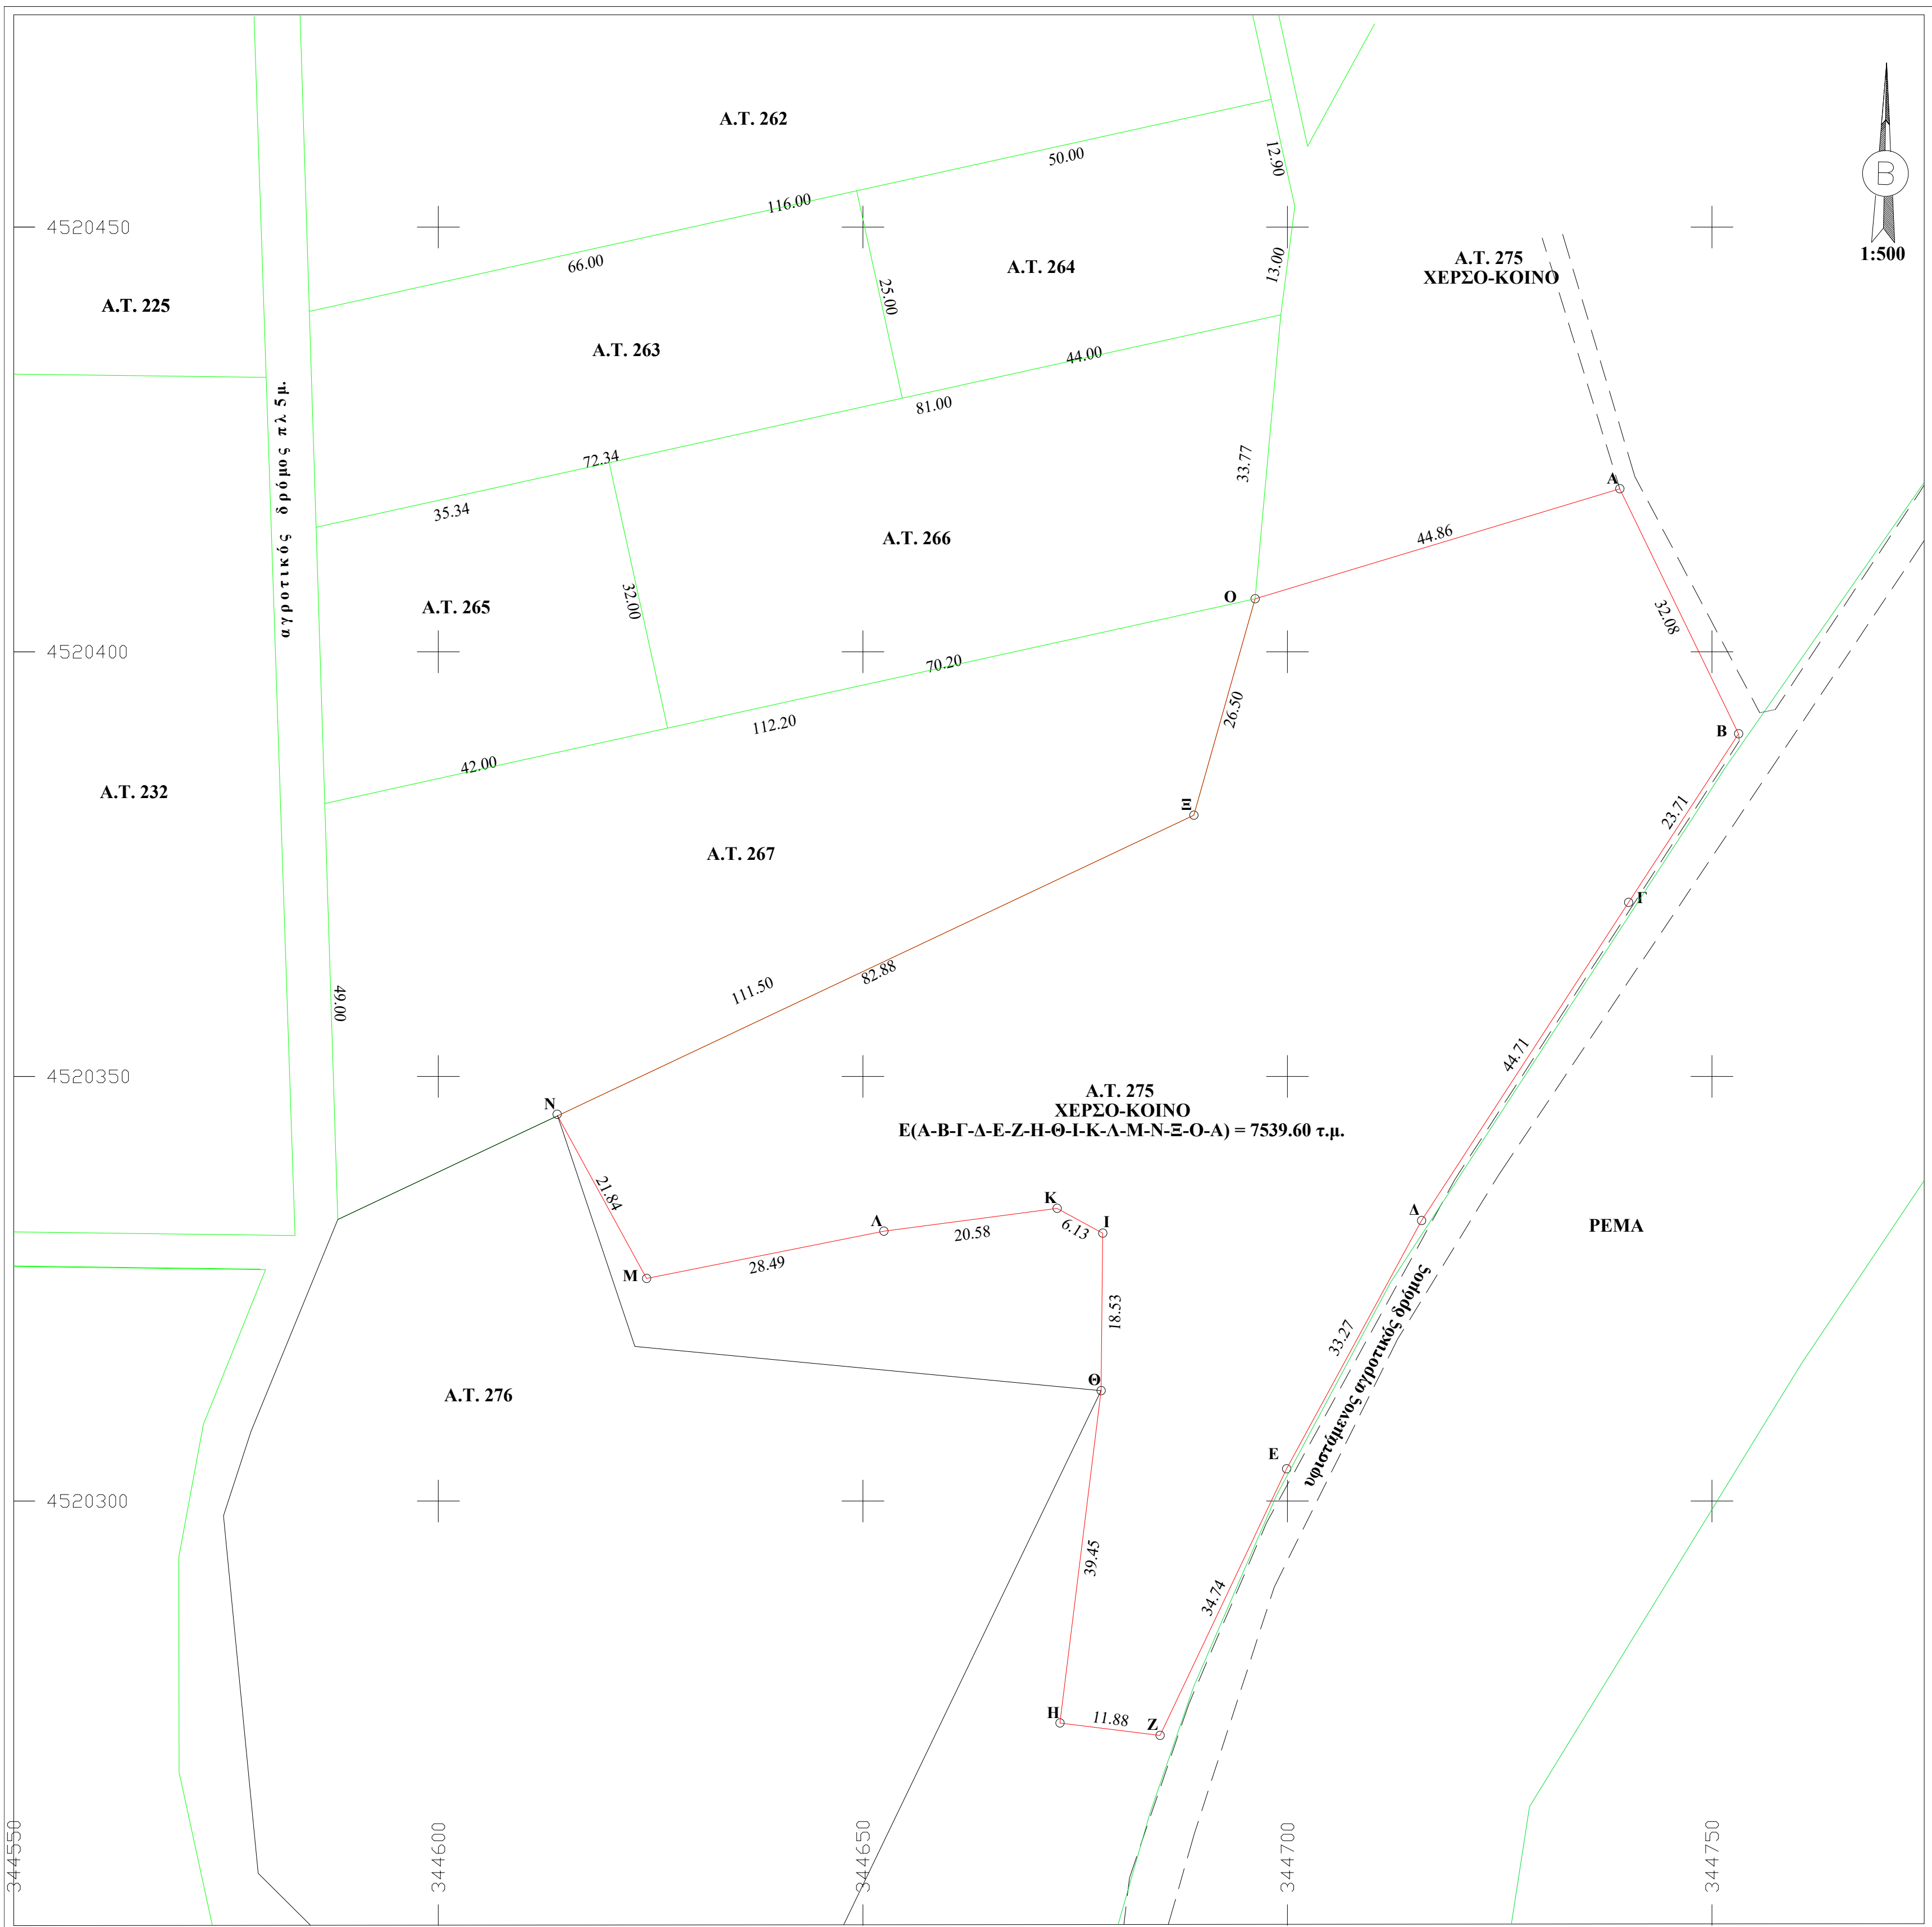 Α.Τ. 262
50.00
12.90
116.00
Β
4520450
66.00
Α.Τ. 264
13.00
Α.Τ. 275
ΧΕΡΣΟ-ΚΟΙΝΟ
1:500
Α.Τ. 225
25.00
Α.Τ. 263
44.00
81.00
αγροτικός δρόμος πλ 5μ.
72.34
33.77
Α
35.34
Α.Τ. 266
44.86
Α.Τ. 265
32.00
Ο
32.08
4520400
70.20
112.20
26.50
Β
42.00
Α.Τ. 232
Ξ
23.71
Α.Τ. 267
Γ
111.50
82.88
49.00
44.71
4520350
Ν
Α.Τ. 275
ΧΕΡΣΟ-ΚΟΙΝΟ
Ε(Α-Β-Γ-Δ-Ε-Ζ-Η-Θ-Ι-Κ-Λ-Μ-Ν-Ξ-Ο-Α) = 7539.60 τ.μ.
21.84
Κ
Λ
20.58
6.13
Ι
Δ
ΡΕΜΑ
Μ
28.49
18.53
33.27
υφιστάμενος αγροτικός δρόμος
Θ
Α.Τ. 276
Ε
4520300
39.45
34.74
Η
11.88
Ζ
344550
344600
344650
344700
344750